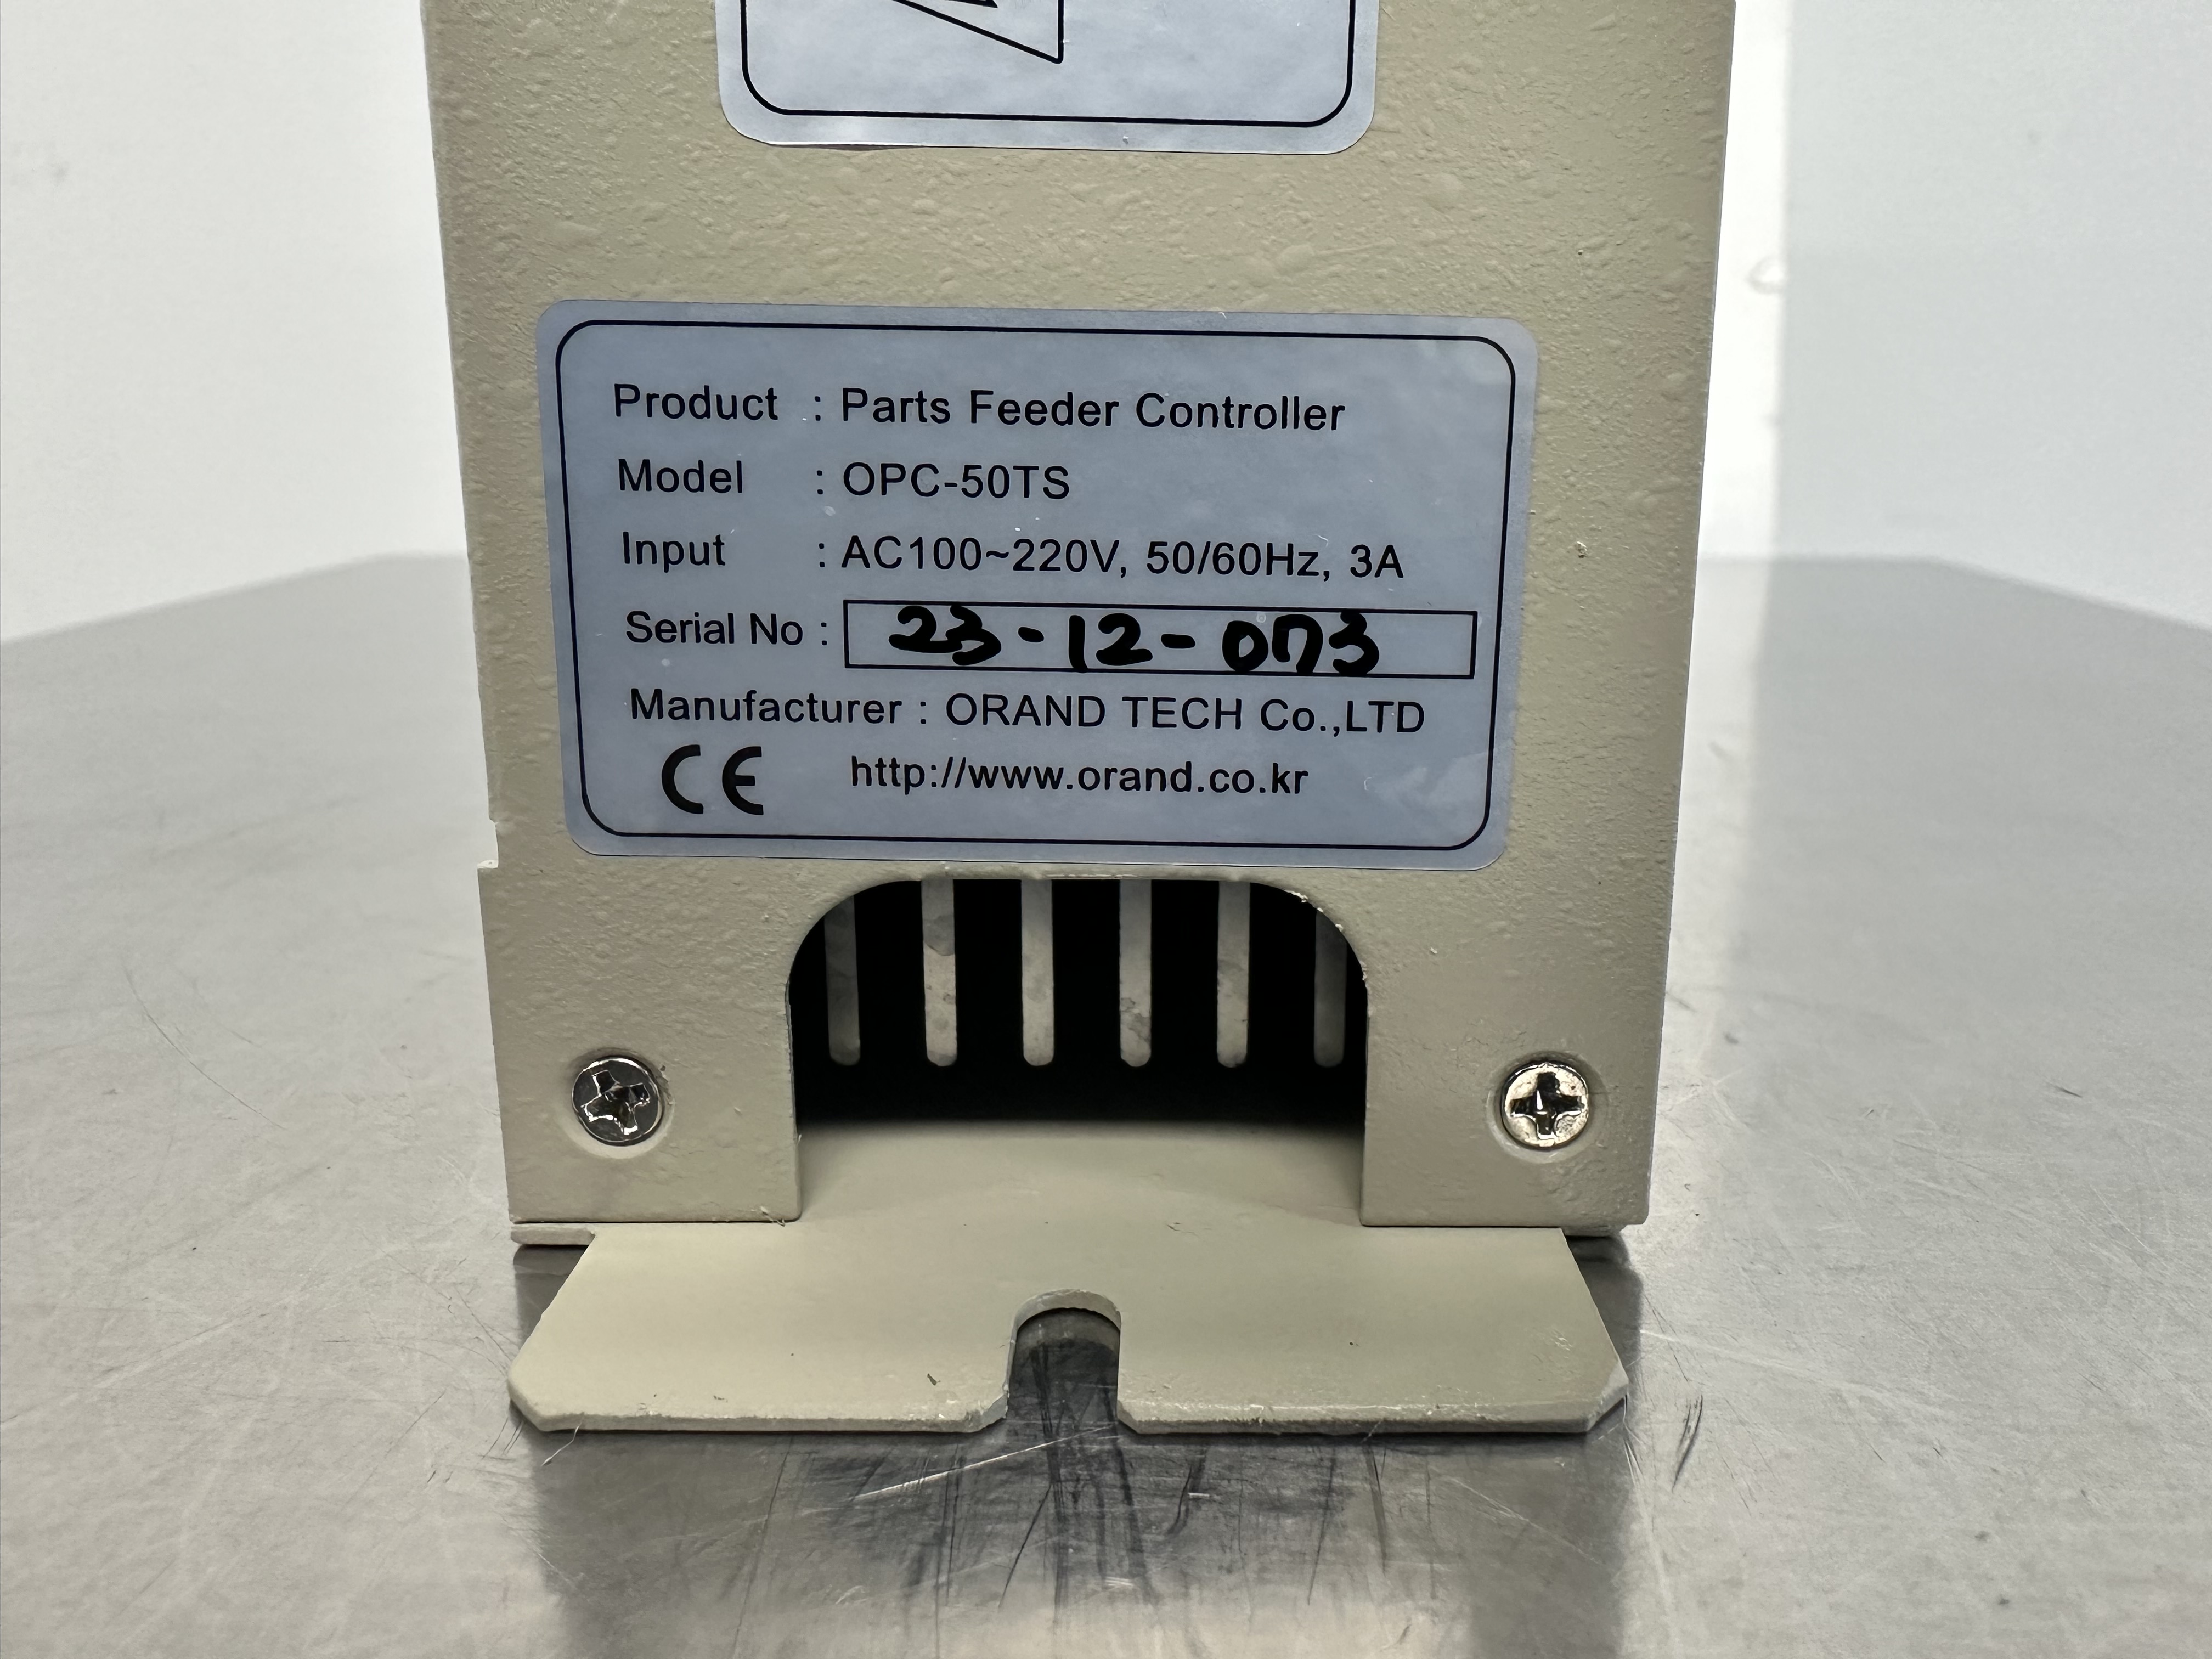 Product : Parts Feeder Controller
Model : OPC-50TS
Input : AC100~220V, 50/60Hz, 3A
Serial No : 23-12-073
Manufacturer : ORAND TECH Co.,LTD
CE http://www.orand.co.kr